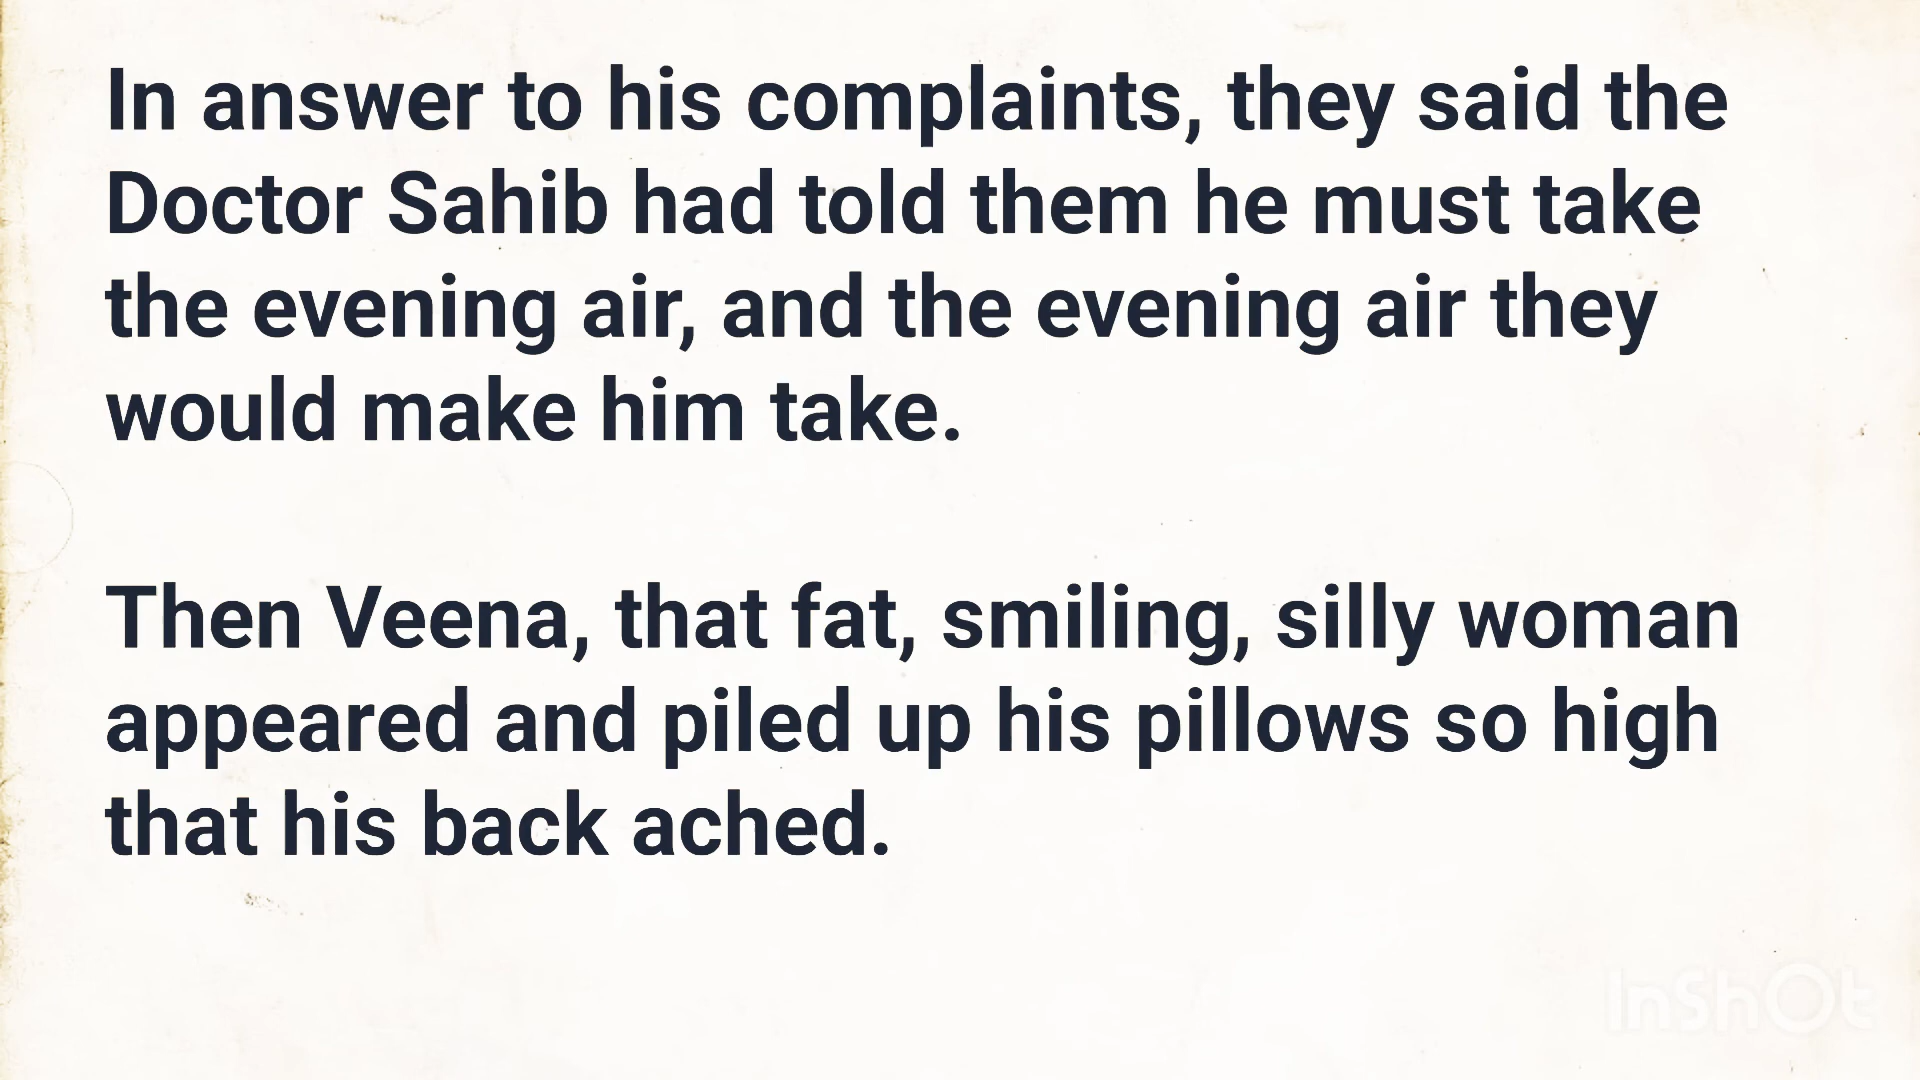 In answer to his complaints, they said the
Doctor Sahib had told them he must take
the evening air, and the evening air they
would make him take.
Then Veena, that fat, smiling, silly woman
appeared and piled up his pillows so high
that his back ached.
InShOt